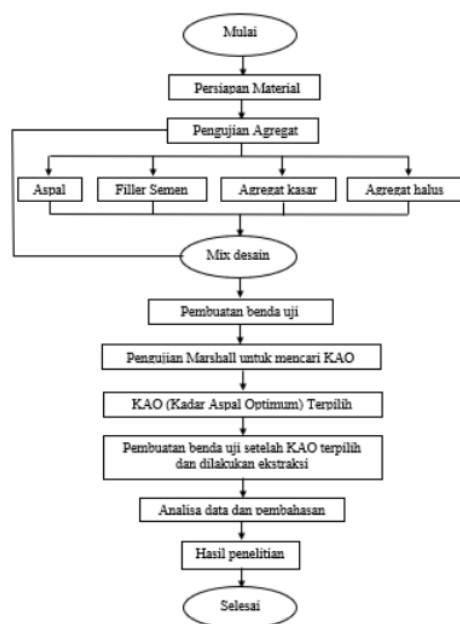 Mulai
Persiapan Material
Pengujian Agregat
Aspal
Filler Semen
Agregat kasar
Agregat halus
Mix desain
Pembuatan benda uji
Pengujian Marshall untuk mencari KAO
KAO (Kadar Aspal Optimum) Terpilih
Pembuatan benda uji setelah KAO terpilih
dan dilakukan ekstraksi
Analisa data dan pembahasan
Hasil penelitian
Selesai